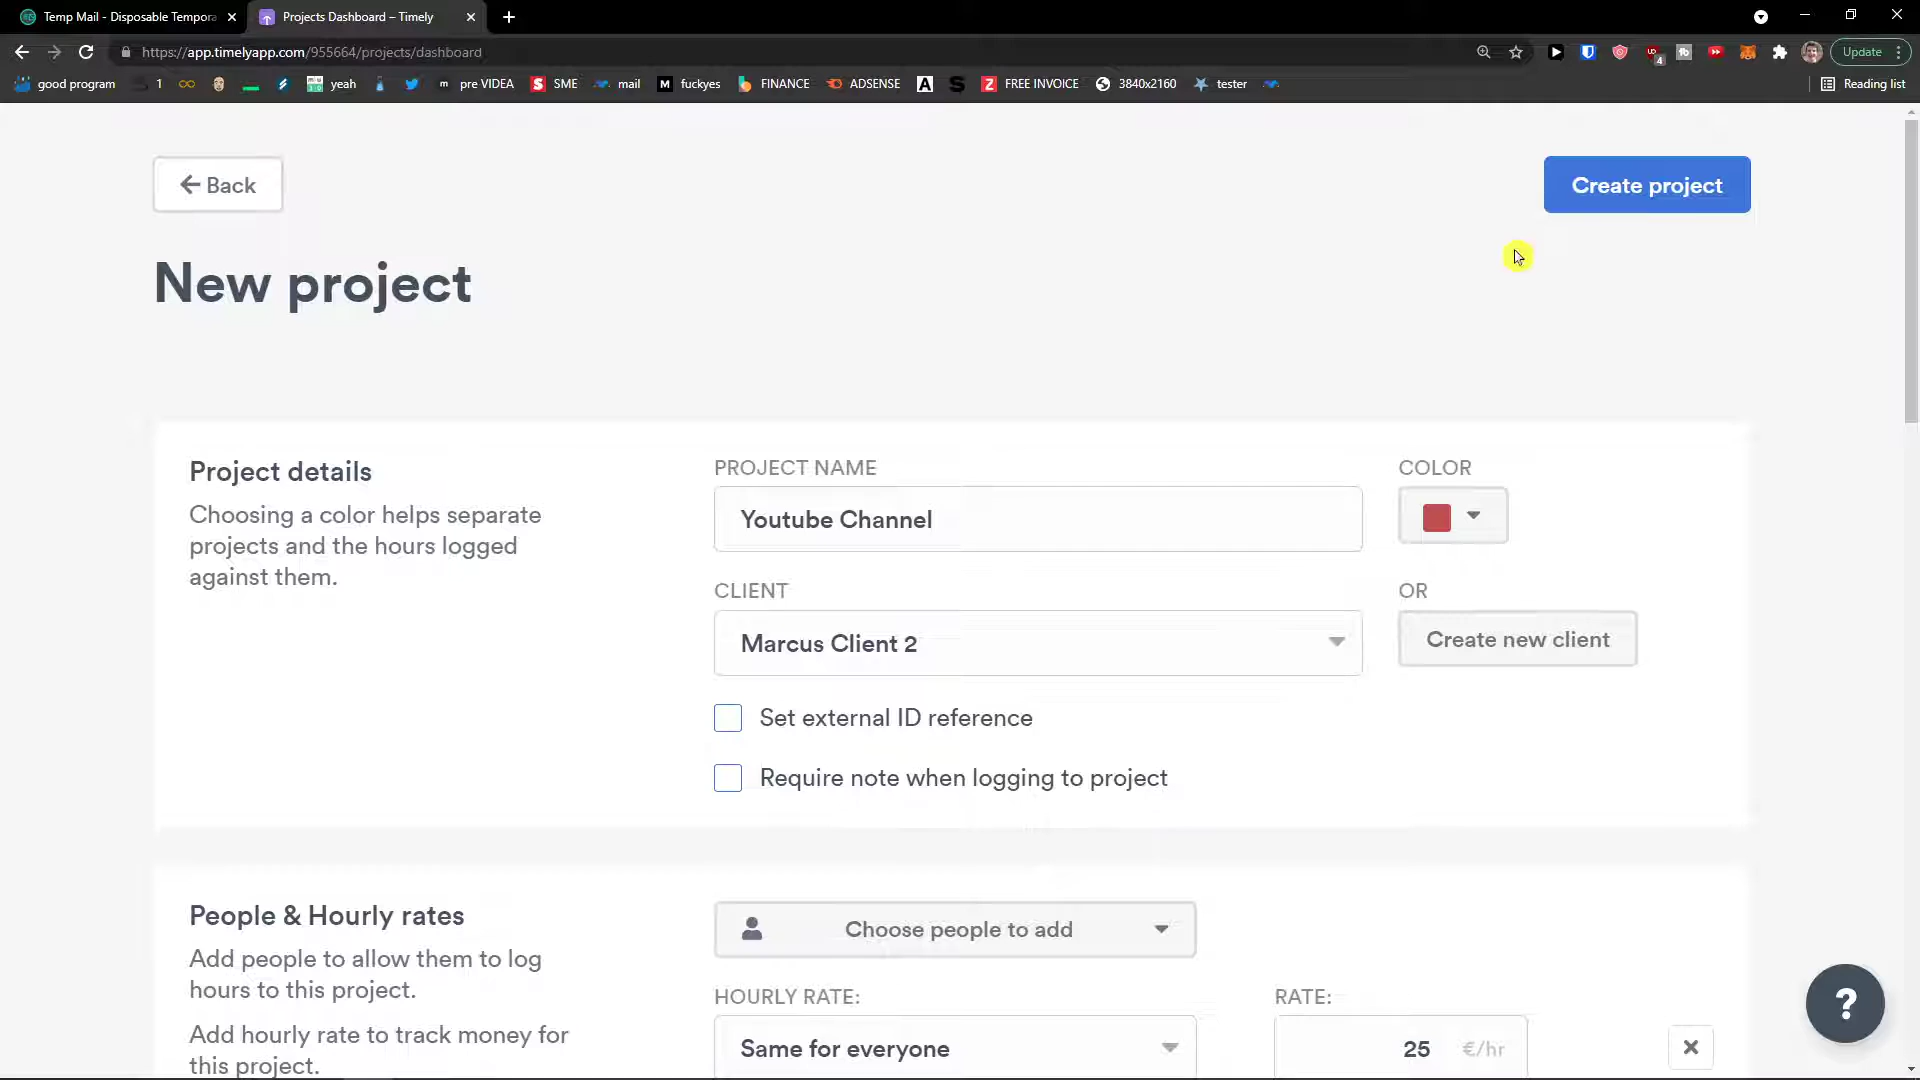 Temp Mail - Disposable Tempora
Projects Dashboard – Timely
https://app.timelyapp.com/955664/projects/dashboard
4
Update
good program
1
yeah
pre VIDEA
SME
mail
fuckyes
FINANCE
ADSENSE
FREE INVOICE
3840x2160
tester
Reading list
Back
Create project
New project
Project details
Choosing a color helps separate
projects and the hours logged
against them.
PROJECT NAME
Youtube Channel
COLOR
CLIENT
Marcus Client 2
OR
Create new client
Set external ID reference
Require note when logging to project
People & Hourly rates
Add people to allow them to log
hours to this project.
Add hourly rate to track money for
this project.
Choose people to add
HOURLY RATE:
Same for everyone
RATE:
25 €/hr
?